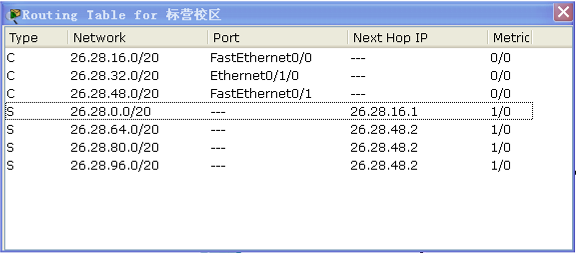 Routing Table for 标营校区
Type Network Port Next Hop IP Metric
C 26.28.16.0/20 FastEthernet0/0 --- 0/0
C 26.28.32.0/20 Ethernet0/1/0 --- 0/0
C 26.28.48.0/20 FastEthernet0/1 --- 0/0
S 26.28.0.0/20 --- 26.28.16.1 1/0
S 26.28.64.0/20 --- 26.28.48.2 1/0
S 26.28.80.0/20 --- 26.28.48.2 1/0
S 26.28.96.0/20 --- 26.28.48.2 1/0